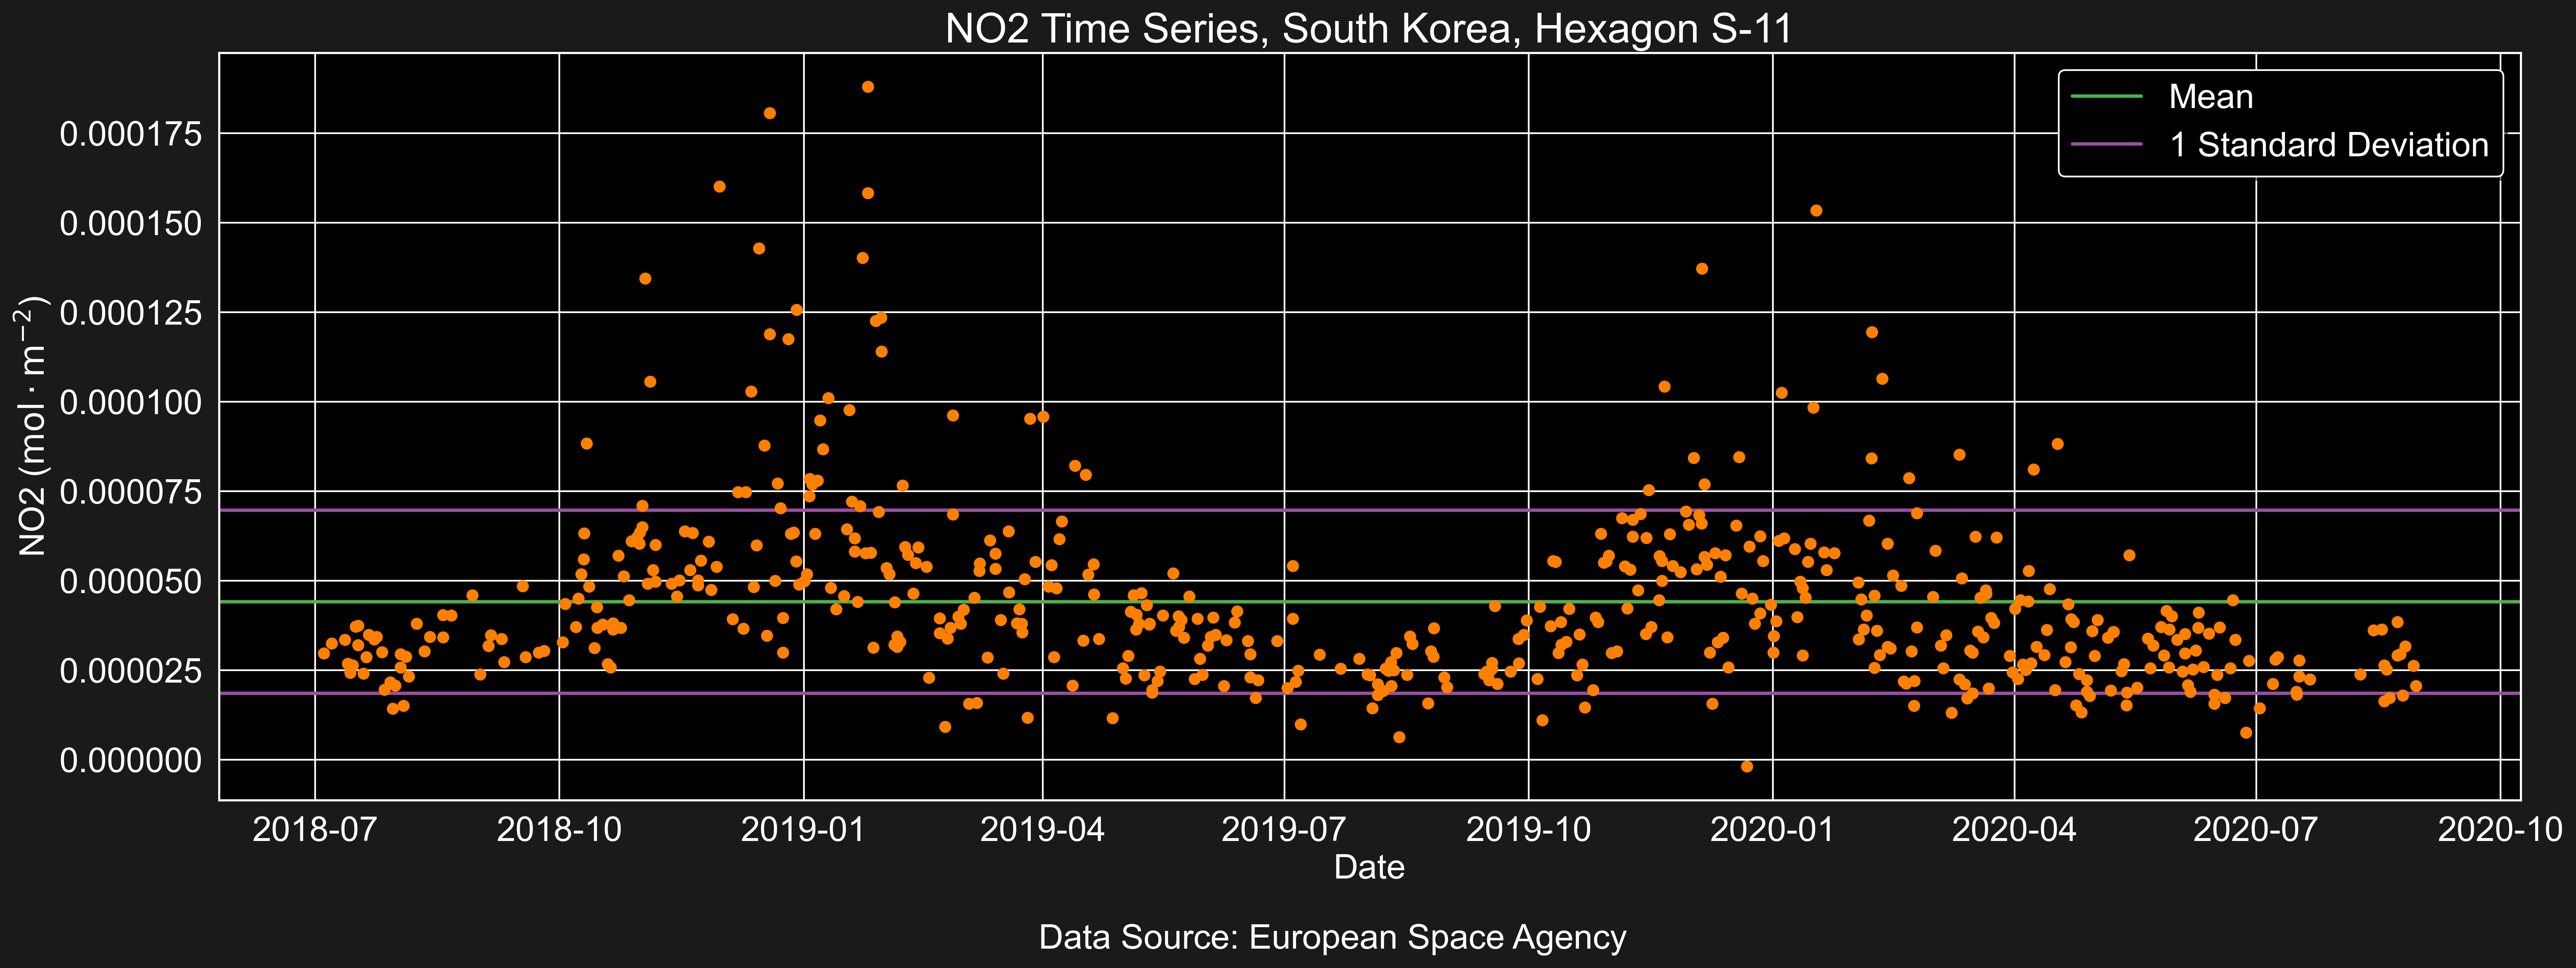 NO2 Time Series, South Korea, Hexagon S-11
Mean
1 Standard Deviation
NO2 (mol · m⁻²)
0.000175
0.000150
0.000125
0.000100
0.000075
0.000050
0.000025
0.000000
2018-07 2018-10 2019-01 2019-04 2019-07 2019-10 2020-01 2020-04 2020-07 2020-10
Date
Data Source: European Space Agency